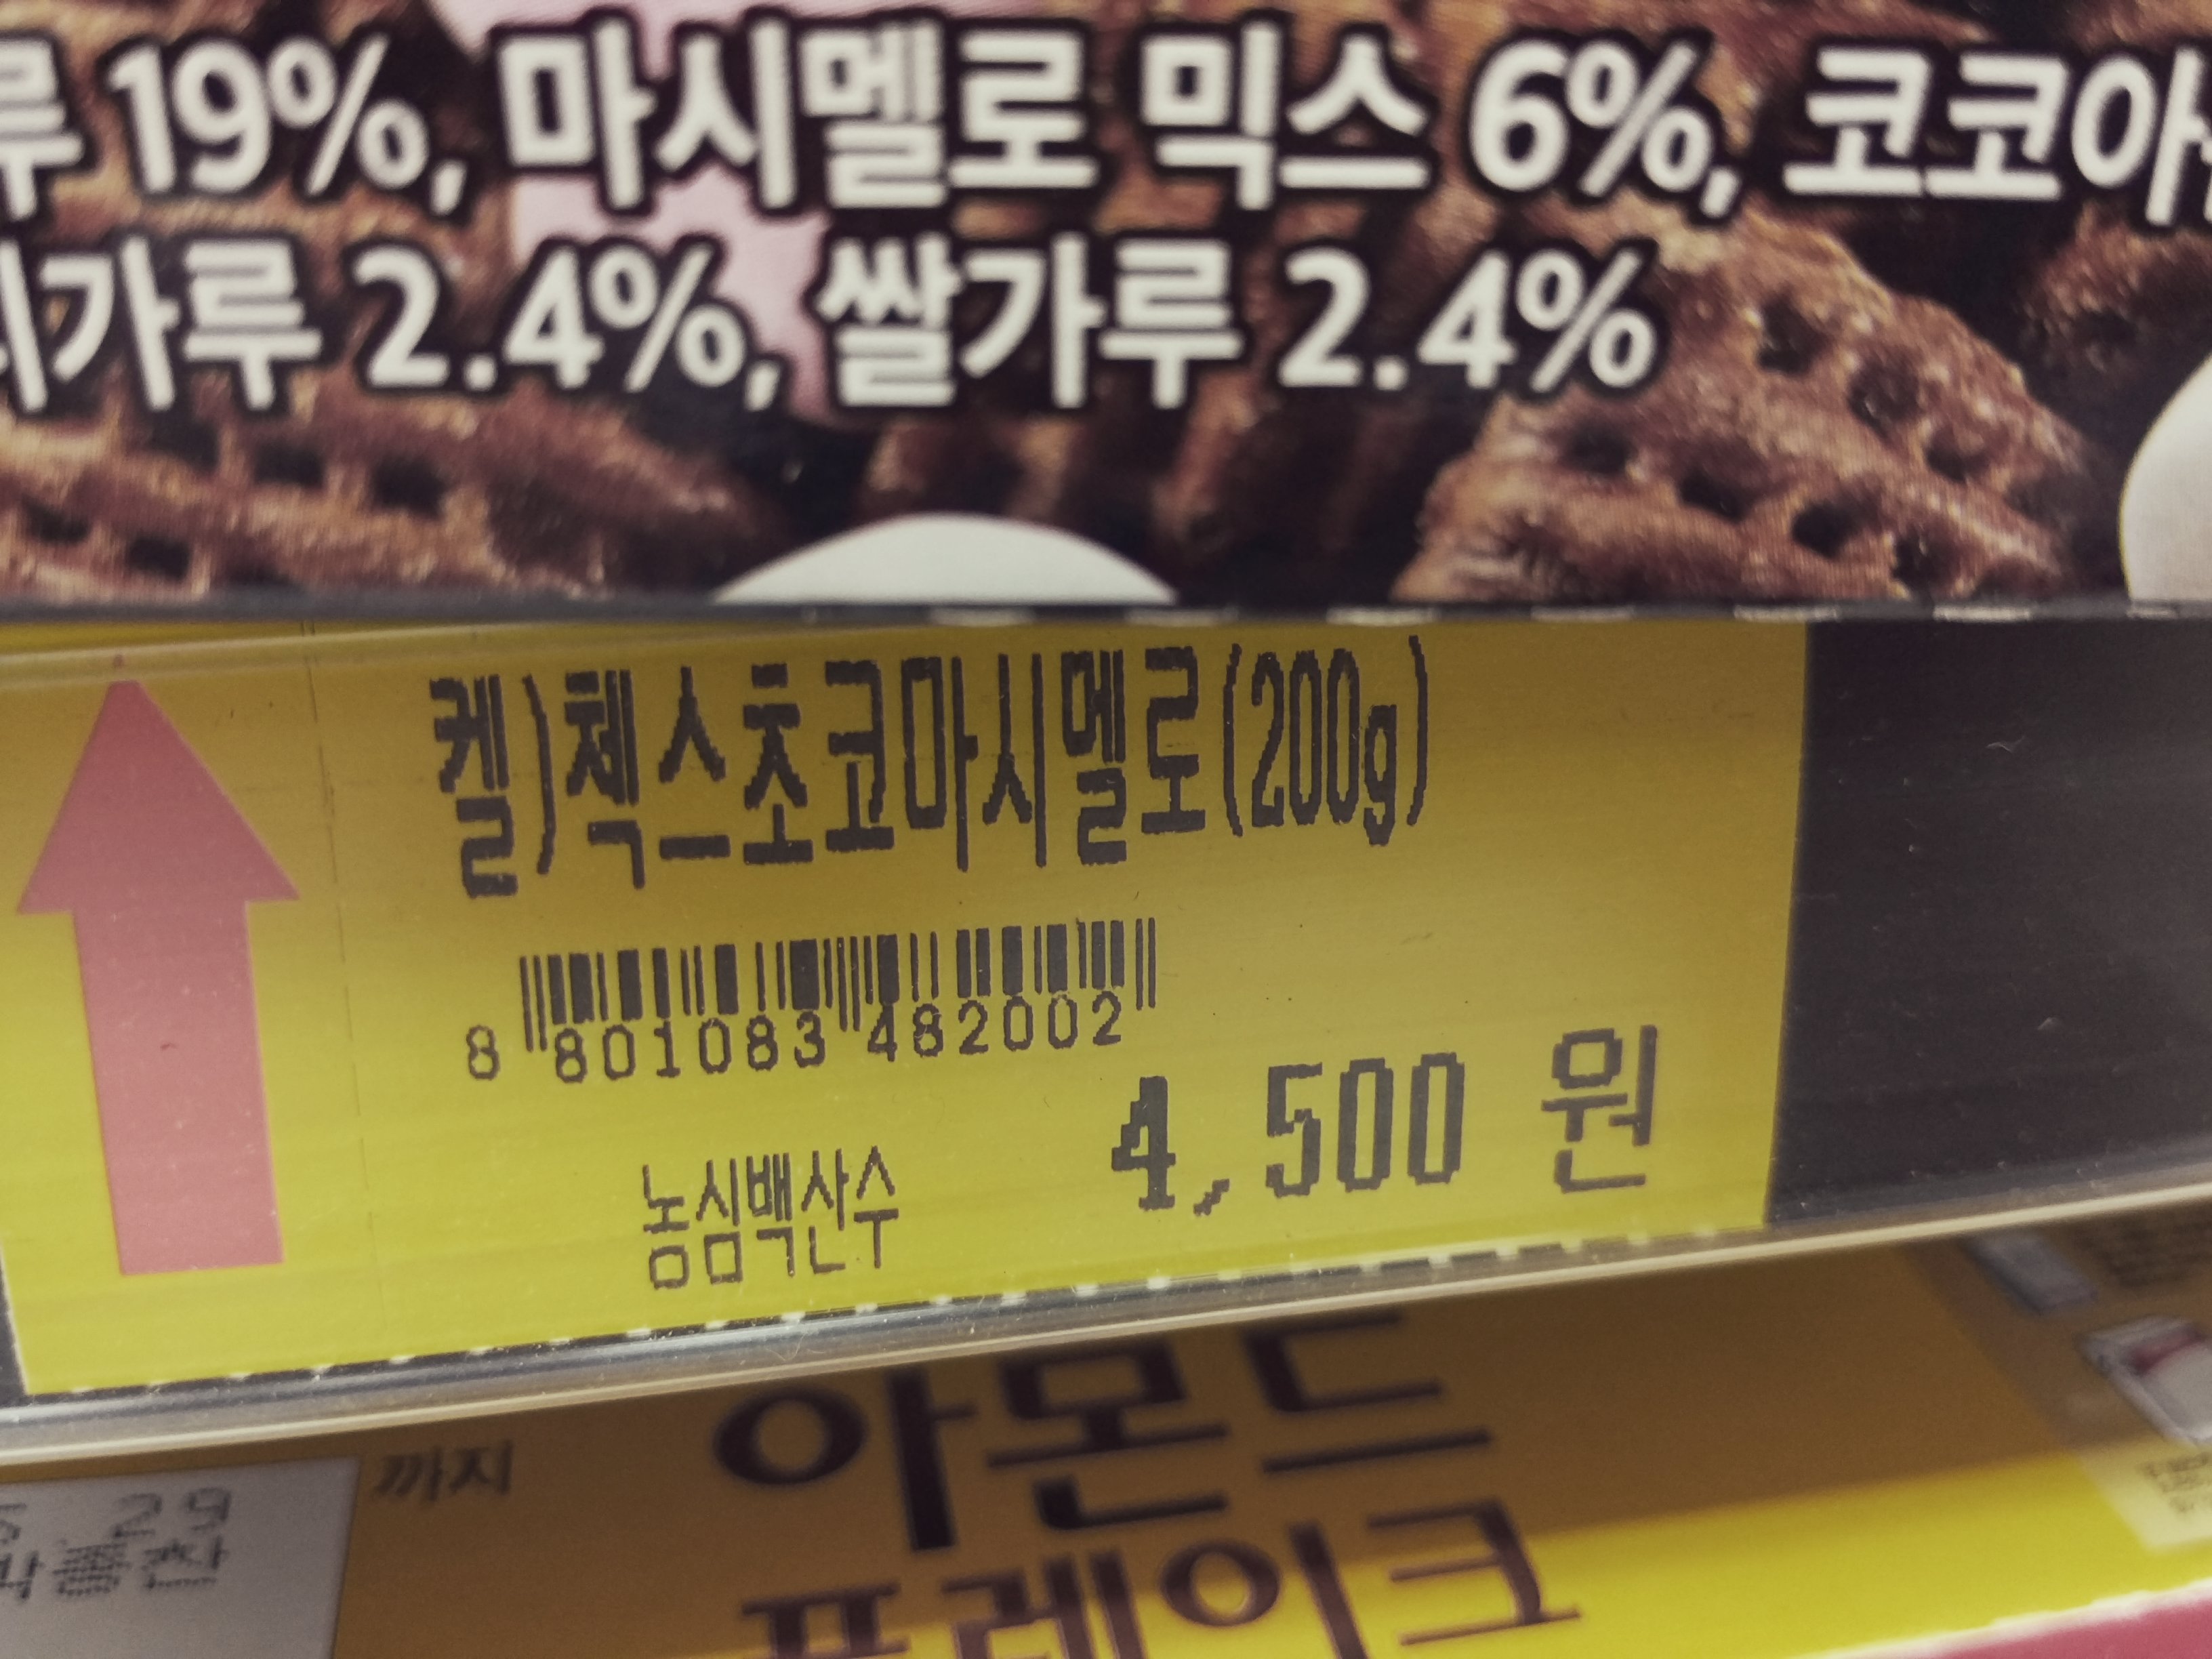 루 19%, 마시멜로 믹스 6%, 코코아
가루 2.4%, 쌀가루 2.4%
켈)첵스초코마시멜로(200g)
8 801083 482002
4,500 원
농심백산수
까지
아몬드
프레이크